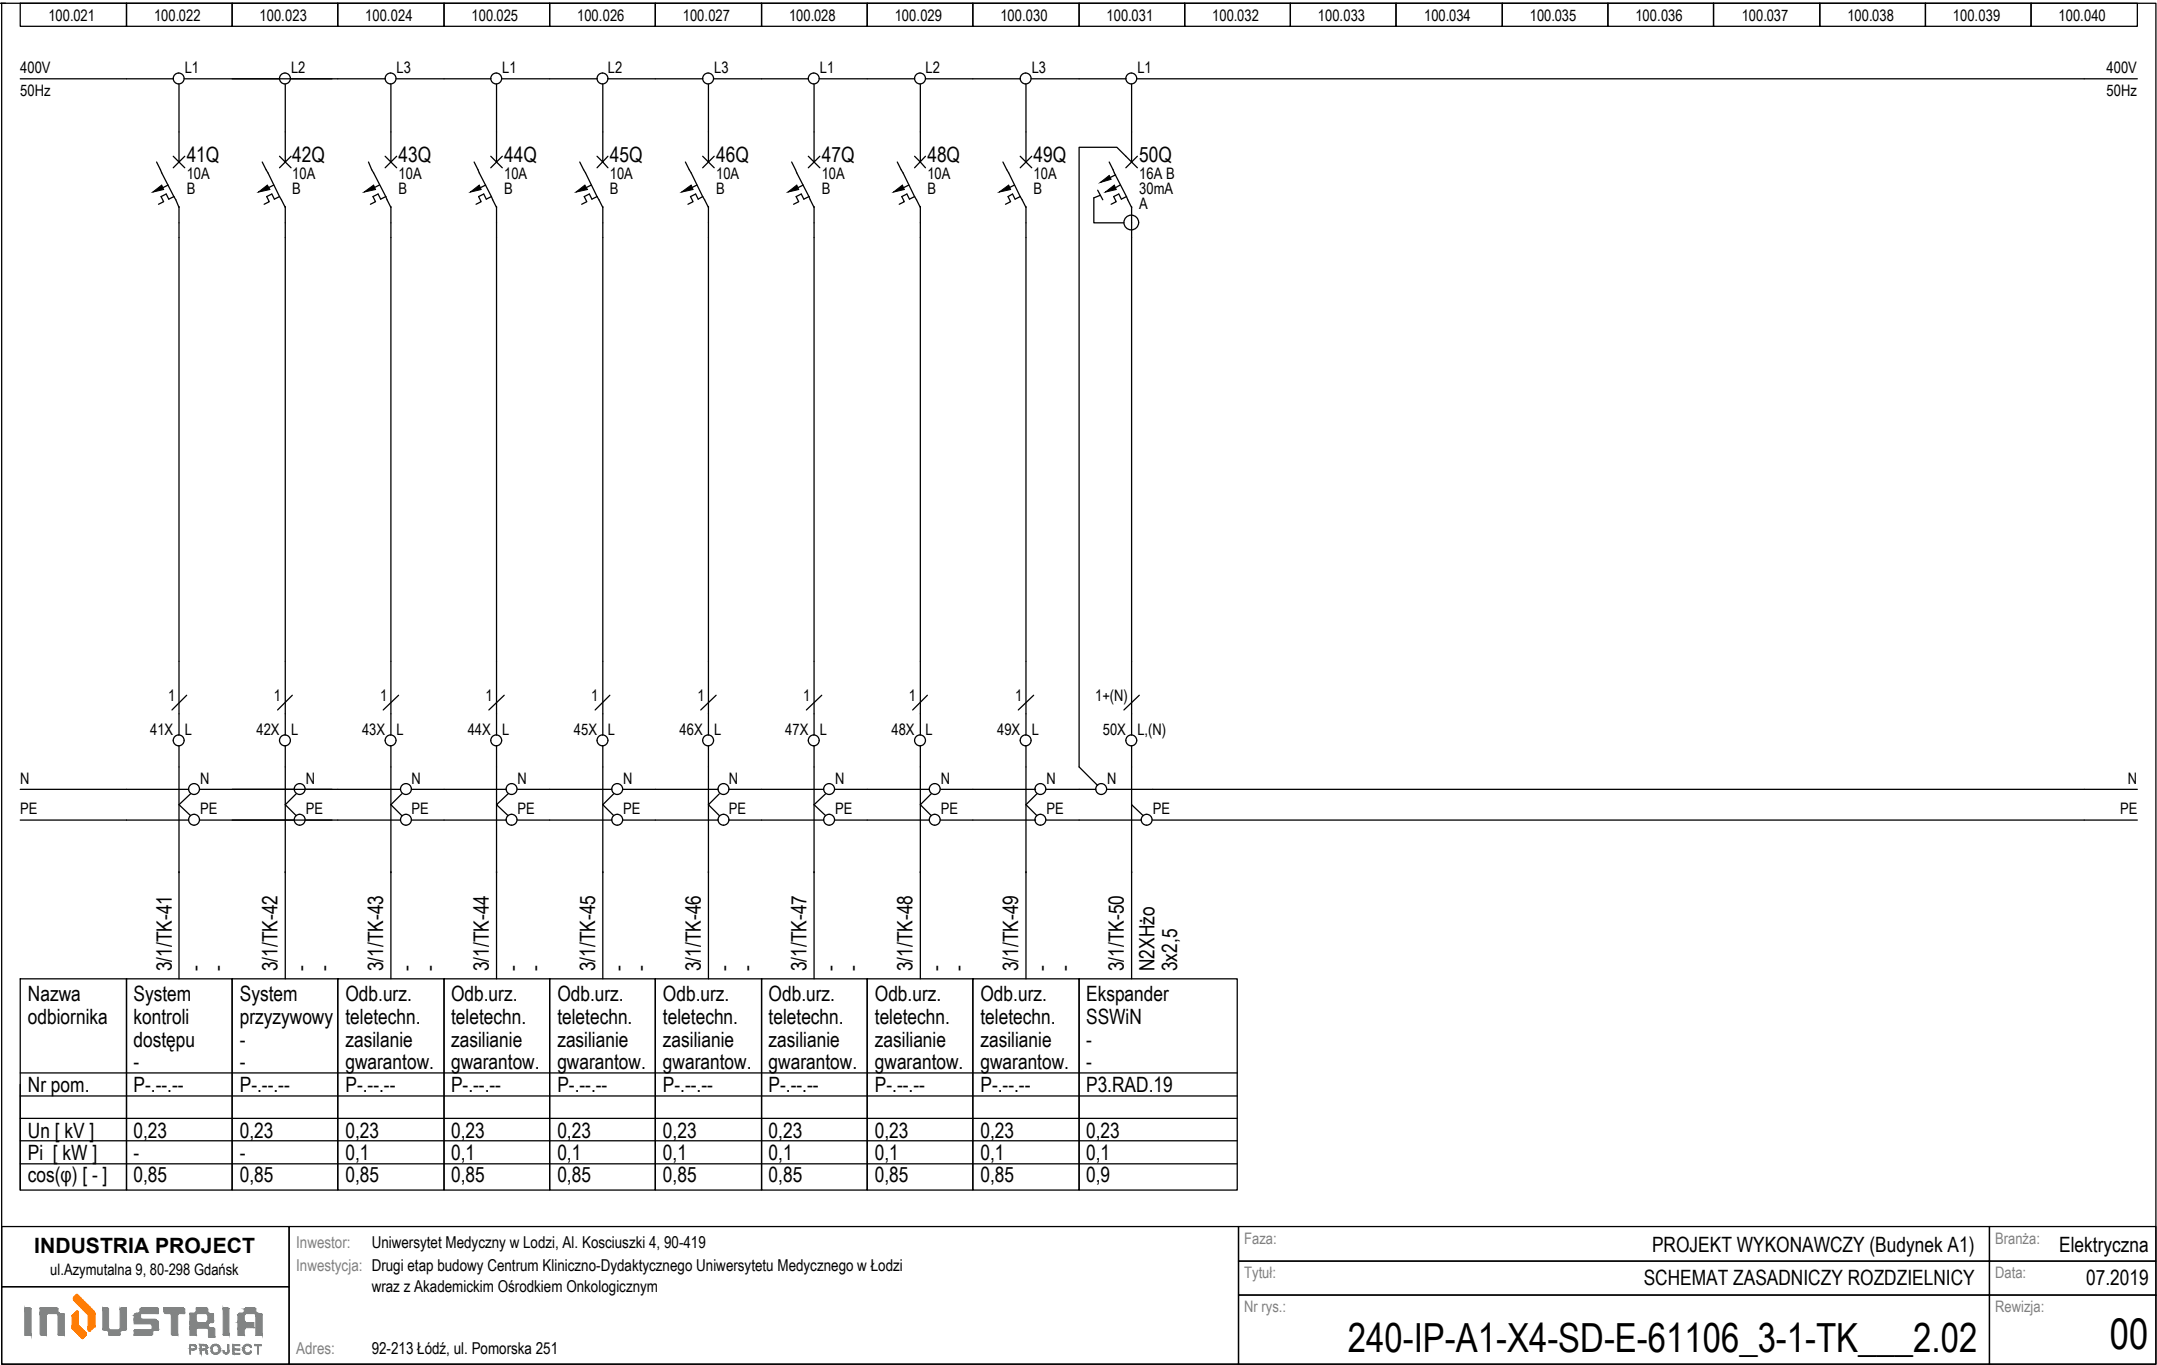 100.021 100.022 100.023 100.024 100.025 100.026 100.027 100.028 100.029 100.030 100.031 100.032 100.033 100.034 100.035 100.036 100.037 100.038 100.039 100.040
400V L1 L2 L3 L1 L2 L3 L1 L2 L3 L1 400V
50Hz 50Hz
41Q 42Q 43Q 44Q 45Q 46Q 47Q 48Q 49Q 50Q
10A 10A 10A 10A 10A 10A 10A 10A 10A 16A B
B B B B B B B B B 30mA
A
1 1 1 1 1 1 1 1 1 1+(N)
41X L 42X L 43X L 44X L 45X L 46X L 47X L 48X L 49X L 50X L,(N)
N N N N N N N N N N N N
PE PE PE PE PE PE PE PE PE PE PE PE
3/1/TK-41 - -
3/1/TK-42 - -
3/1/TK-43 - -
3/1/TK-44 - -
3/1/TK-45 - -
3/1/TK-46 - -
3/1/TK-47 - -
3/1/TK-48 - -
3/1/TK-49 - -
3/1/TK-50
N2XHżo
3x2,5
Nazwa System System Odb.urz. Odb.urz. Odb.urz. Odb.urz. Odb.urz. Odb.urz. Odb.urz. Ekspander
odbiornika kontroli przyzywowy teletechn. teletechn. teletechn. teletechn. teletechn. teletechn. teletechn. SSWiN
dostępu - zasilanie zasilianie zasilianie zasilianie zasilianie zasilianie zasilianie -
- - gwarantow. gwarantow. gwarantow. gwarantow. gwarantow. gwarantow. gwarantow. -
Nr pom. P-.--.-- P-.--.-- P-.--.-- P-.--.-- P-.--.-- P-.--.-- P-.--.-- P-.--.-- P-.--.-- P3.RAD.19
Un [ kV ] 0,23 0,23 0,23 0,23 0,23 0,23 0,23 0,23 0,23 0,23
Pi [ kW ] - - 0,1 0,1 0,1 0,1 0,1 0,1 0,1 0,1
cos(φ) [ - ] 0,85 0,85 0,85 0,85 0,85 0,85 0,85 0,85 0,85 0,9
INDUSTRIA PROJECT
ul.Azymutalna 9, 80-298 Gdańsk
INDUSTRIA
PROJECT
Inwestor: Uniwersytet Medyczny w Lodzi, Al. Kosciuszki 4, 90-419
Inwestycja: Drugi etap budowy Centrum Kliniczno-Dydaktycznego Uniwersytetu Medycznego w Łodzi
wraz z Akademickim Ośrodkiem Onkologicznym
Adres: 92-213 Łódź, ul. Pomorska 251
Faza: PROJEKT WYKONAWCZY (Budynek A1)
Branża: Elektryczna
Tytuł: SCHEMAT ZASADNICZY ROZDZIELNICY
Data: 07.2019
Nr rys.: 240-IP-A1-X4-SD-E-61106_3-1-TK___2.02
Rewizja: 00